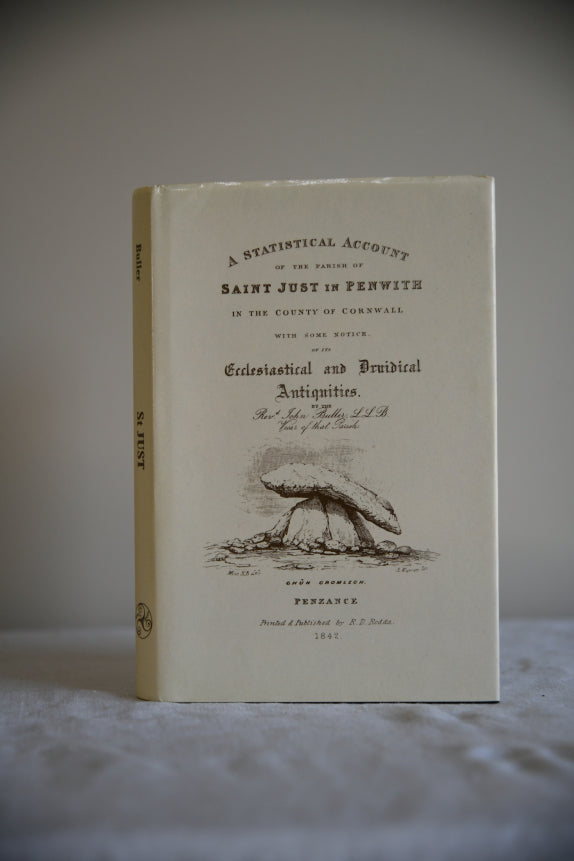 Buller
St JUST
A STATISTICAL ACCOUNT
OF THE PARISH OF
SAINT JUST IN PENWITH
IN THE COUNTY OF CORNWALL
WITH SOME NOTICE.
OF ITS
Ecclesiastical and Druidical
Antiquities.
BY THE
Revd. John Buller, L.L.B.
Vicar of that Parish
CHÛN CROMLECH.
PENZANCE
Printed & Published by E. D. Rodda.
1842.